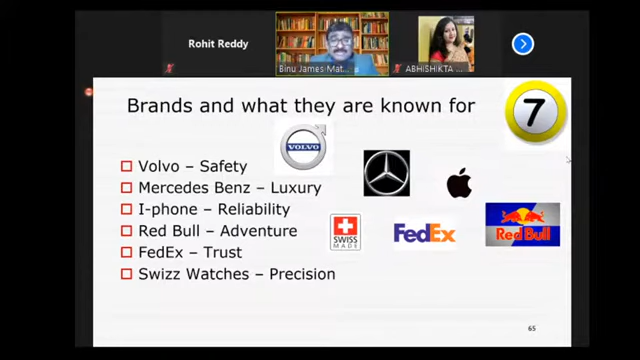 Rohit Reddy
Binu James Mat...
ABHISHIKTA ...
Brands and what they are known for
7
VOLVO
Volvo – Safety
Mercedes Benz – Luxury
I-phone – Reliability
Red Bull – Adventure
FedEx – Trust
Swizz Watches – Precision
SWISS
MADE
FedEx
Red Bull
65